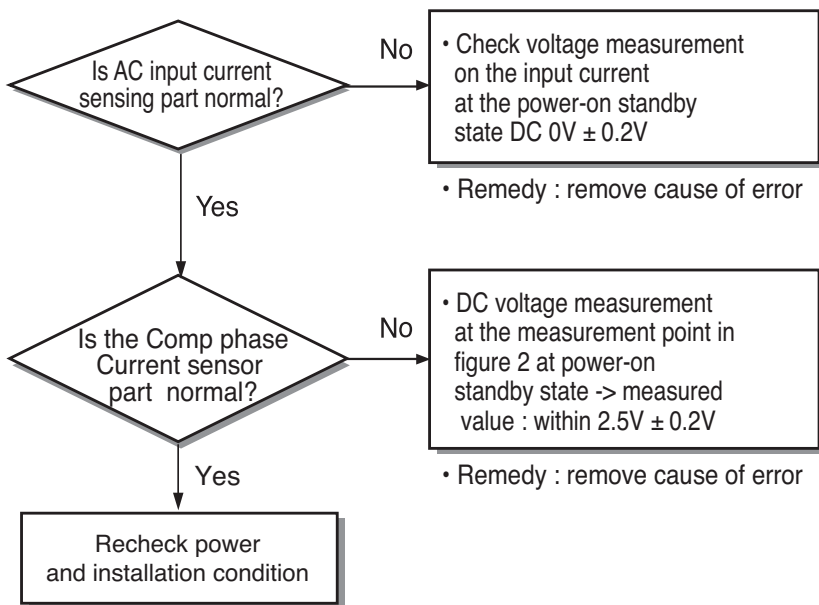 Is AC input current
sensing part normal?
No
• Check voltage measurement
on the input current
at the power-on standby
state DC 0V ± 0.2V
• Remedy : remove cause of error
Yes
Is the Comp phase
Current sensor
part normal?
No
• DC voltage measurement
at the measurement point in
figure 2 at power-on
standby state -> measured
value : within 2.5V ± 0.2V
• Remedy : remove cause of error
Yes
Recheck power
and installation condition